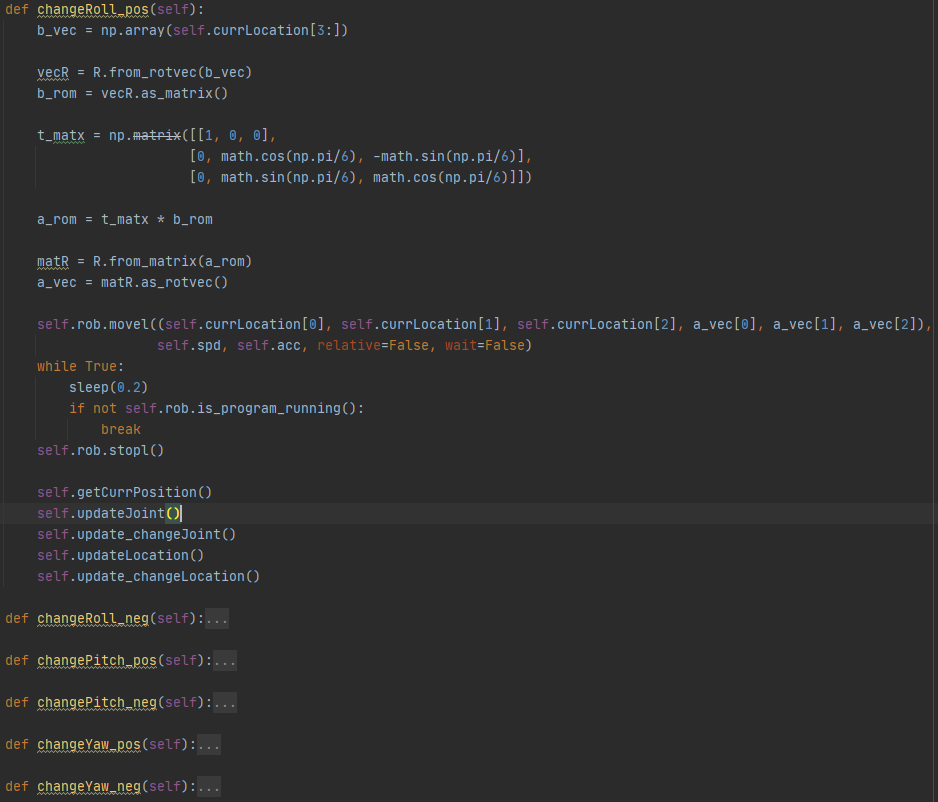 def changeRoll_pos(self):
    b_vec = np.array(self.currLocation[3:])
    vecR = R.from_rotvec(b_vec)
    b_rom = vecR.as_matrix()
    t_matx = np.matrix([[1, 0, 0],
                       [0, math.cos(np.pi/6), -math.sin(np.pi/6)],
                       [0, math.sin(np.pi/6), math.cos(np.pi/6)]])
    a_rom = t_matx * b_rom
    matR = R.from_matrix(a_rom)
    a_vec = matR.as_rotvec()
    self.rob.movel((self.currLocation[0], self.currLocation[1], self.currLocation[2], a_vec[0], a_vec[1], a_vec[2]),
                   self.spd, self.acc, relative=False, wait=False)
    while True:
        sleep(0.2)
        if not self.rob.is_program_running():
            break
    self.rob.stopl()
    self.getCurrPosition()
    self.updateJoint()
    self.update_changeJoint()
    self.updateLocation()
    self.update_changeLocation()
def changeRoll_neg(self):...
def changePitch_pos(self):...
def changePitch_neg(self):...
def changeYaw_pos(self):...
def changeYaw_neg(self):...